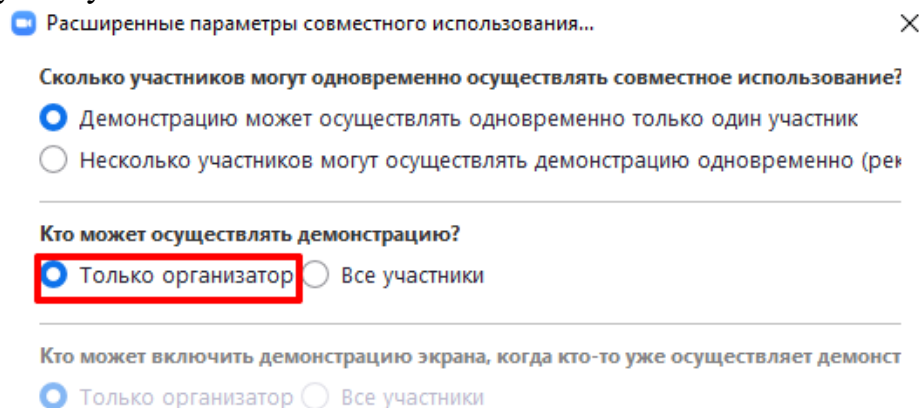 Расширенные параметры совместного использования...
Сколько участников могут одновременно осуществлять совместное использование?
Демонстрацию может осуществлять одновременно только один участник
Несколько участников могут осуществлять демонстрацию одновременно (рек
Кто может осуществлять демонстрацию?
Только организатор Все участники
Кто может включить демонстрацию экрана, когда кто-то уже осуществляет демонст
Только организатор Все участники